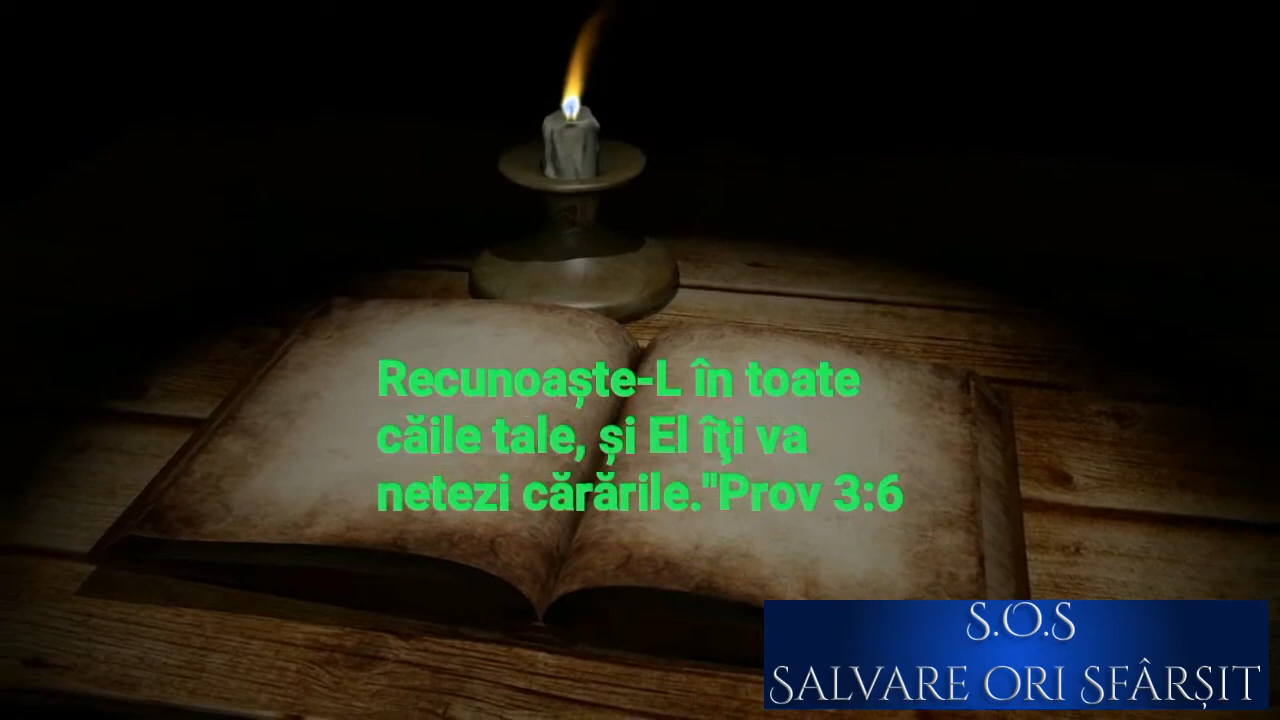 Recunoaște-L în toate
căile tale, și El îţi va
netezi cărările."Prov 3:6
S.O.S
SALVARE ORI SFÂRȘIT